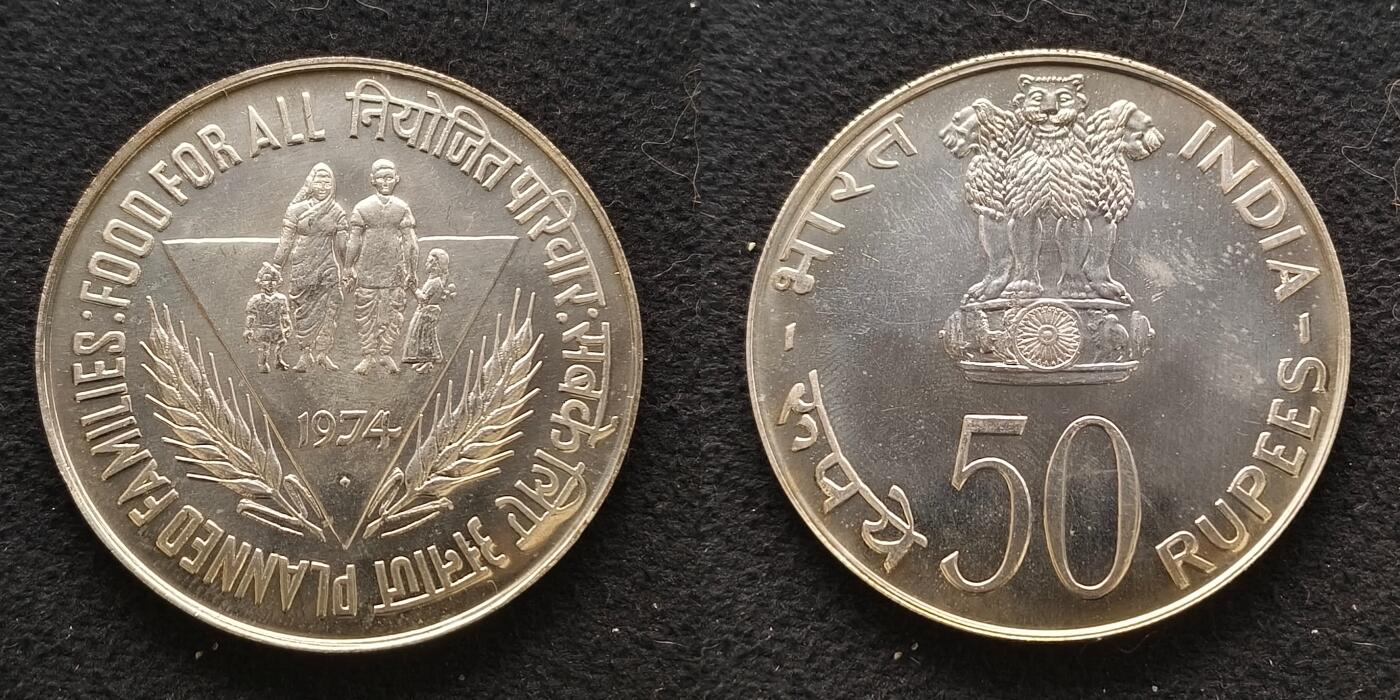 PLANNED FAMILIES: FOOD FOR ALL
नियोजित परिवार: सबके लिए अनाज
1974
भारत
INDIA
रुपये
50
RUPEES